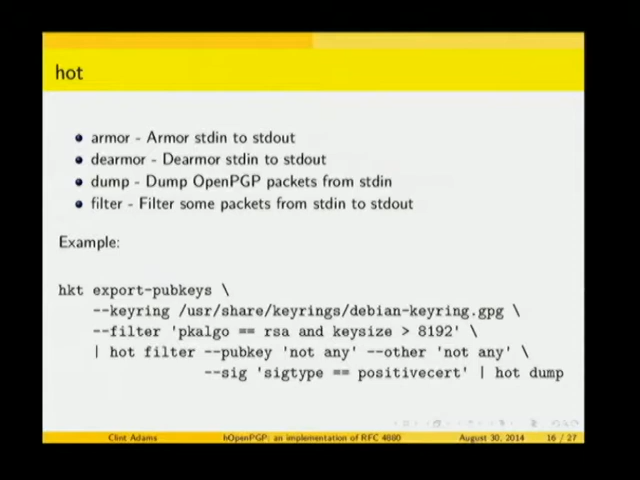 hot
armor - Armor stdin to stdout
dearmor - Dearmor stdin to stdout
dump - Dump OpenPGP packets from stdin
filter - Filter some packets from stdin to stdout
Example:
hkt export-pubkeys \
--keyring /usr/share/keyrings/debian-keyring.gpg \
--filter 'pkalgo == rsa and keysize > 8192' \
| hot filter --pubkey 'not any' --other 'not any' \
--sig 'sigtype == positivecert' | hot dump
Clint Adams hOpenPGP: an implementation of RFC 4880 August 30, 2014 16 / 27